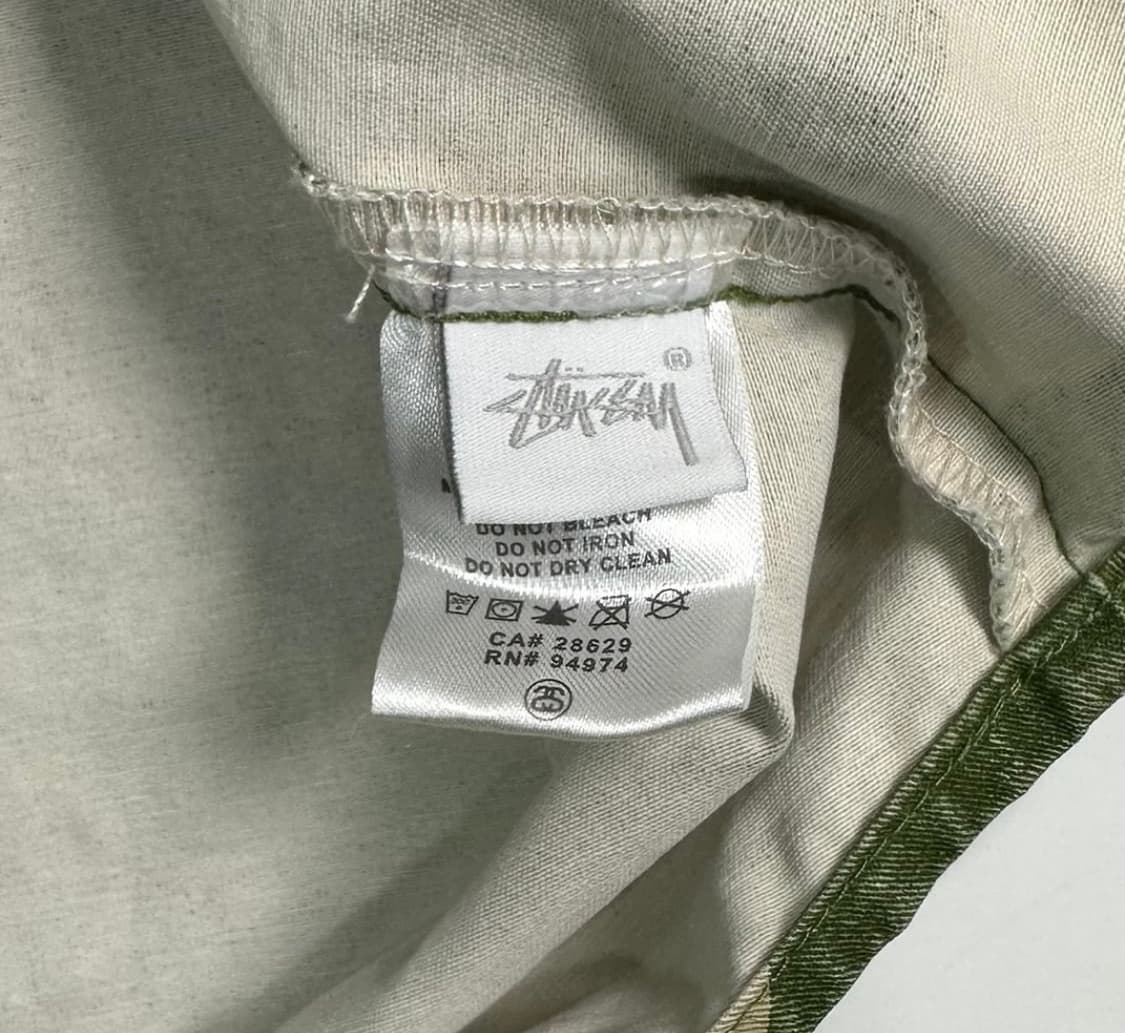 STÜSSY ®
DO NOT BLEACH
DO NOT IRON
DO NOT DRY CLEAN
CA# 28629
RN# 94974